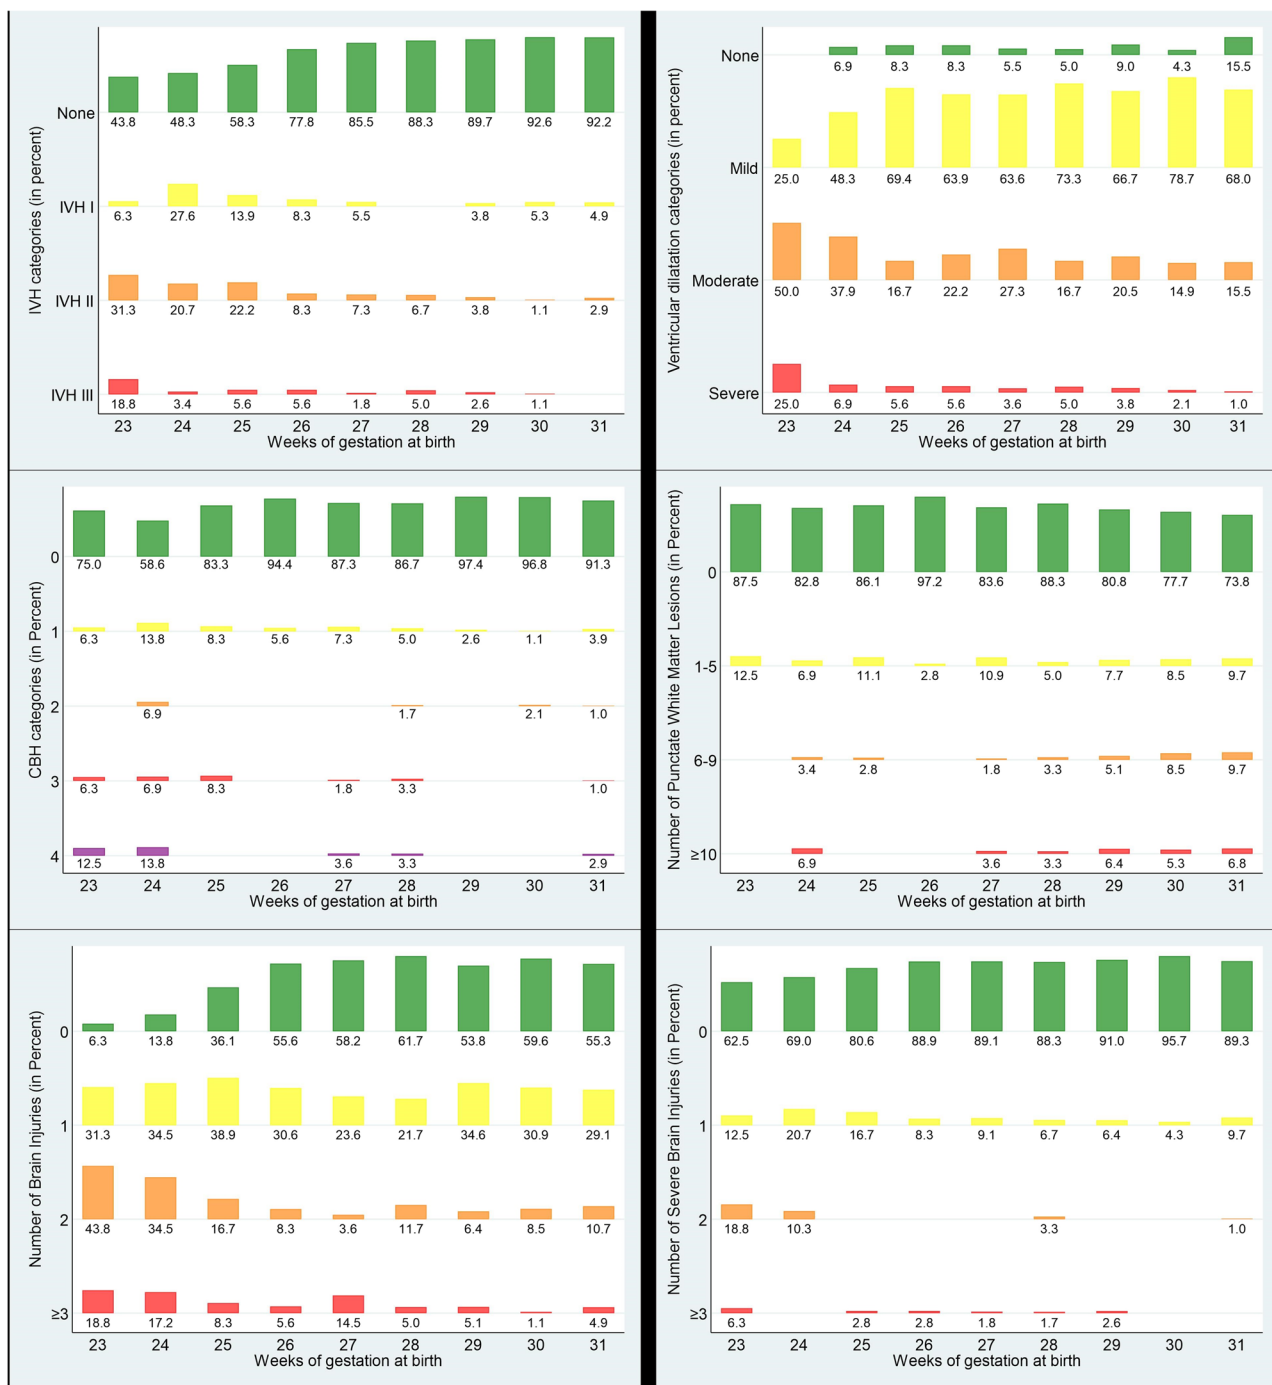 IVH categories (in percent)
None
43.8 48.3 58.3 77.8 85.5 88.3 89.7 92.6 92.2
IVH I
6.3 27.6 13.9 8.3 5.5 3.8 5.3 4.9
IVH II
31.3 20.7 22.2 8.3 7.3 6.7 3.8 1.1 2.9
IVH III
18.8 3.4 5.6 5.6 1.8 5.0 2.6 1.1
23 24 25 26 27 28 29 30 31
Weeks of gestation at birth
Ventricular dilatation categories (in percent)
None
6.9 8.3 8.3 5.5 5.0 9.0 4.3 15.5
Mild
25.0 48.3 69.4 63.9 63.6 73.3 66.7 78.7 68.0
Moderate
50.0 37.9 16.7 22.2 27.3 16.7 20.5 14.9 15.5
Severe
25.0 6.9 5.6 5.6 3.6 5.0 3.8 2.1 1.0
23 24 25 26 27 28 29 30 31
Weeks of gestation at birth
CBH categories (in Percent)
0
75.0 58.6 83.3 94.4 87.3 86.7 97.4 96.8 91.3
1
6.3 13.8 8.3 5.6 7.3 5.0 2.6 1.1 3.9
2
6.9 1.7 2.1 1.0
3
6.3 6.9 8.3 1.8 3.3 1.0
4
12.5 13.8 3.6 3.3 2.9
23 24 25 26 27 28 29 30 31
Weeks of gestation at birth
Number of Punctate White Matter Lesions (in Percent)
0
87.5 82.8 86.1 97.2 83.6 88.3 80.8 77.7 73.8
1-5
12.5 6.9 11.1 2.8 10.9 5.0 7.7 8.5 9.7
6-9
3.4 2.8 1.8 3.3 5.1 8.5 9.7
≥10
6.9 3.6 3.3 6.4 5.3 6.8
23 24 25 26 27 28 29 30 31
Weeks of gestation at birth
Number of Brain Injuries (in Percent)
0
6.3 13.8 36.1 55.6 58.2 61.7 53.8 59.6 55.3
1
31.3 34.5 38.9 30.6 23.6 21.7 34.6 30.9 29.1
2
43.8 34.5 16.7 8.3 3.6 11.7 6.4 8.5 10.7
≥3
18.8 17.2 8.3 5.6 14.5 5.0 5.1 1.1 4.9
23 24 25 26 27 28 29 30 31
Weeks of gestation at birth
Number of Severe Brain Injuries (in Percent)
0
62.5 69.0 80.6 88.9 89.1 88.3 91.0 95.7 89.3
1
12.5 20.7 16.7 8.3 9.1 6.7 6.4 4.3 9.7
2
18.8 10.3 3.3 1.0
≥3
6.3 2.8 2.8 1.8 1.7 2.6
23 24 25 26 27 28 29 30 31
Weeks of gestation at birth